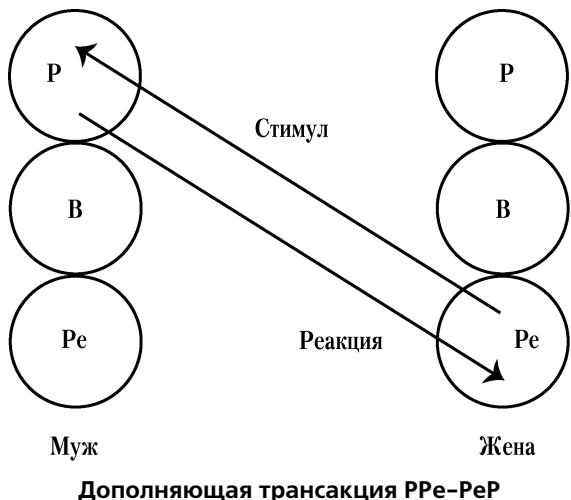 Р Р
Стимул
В В
Реакция
Ре Ре
Муж Жена
Дополняющая трансакция РРе–РеР